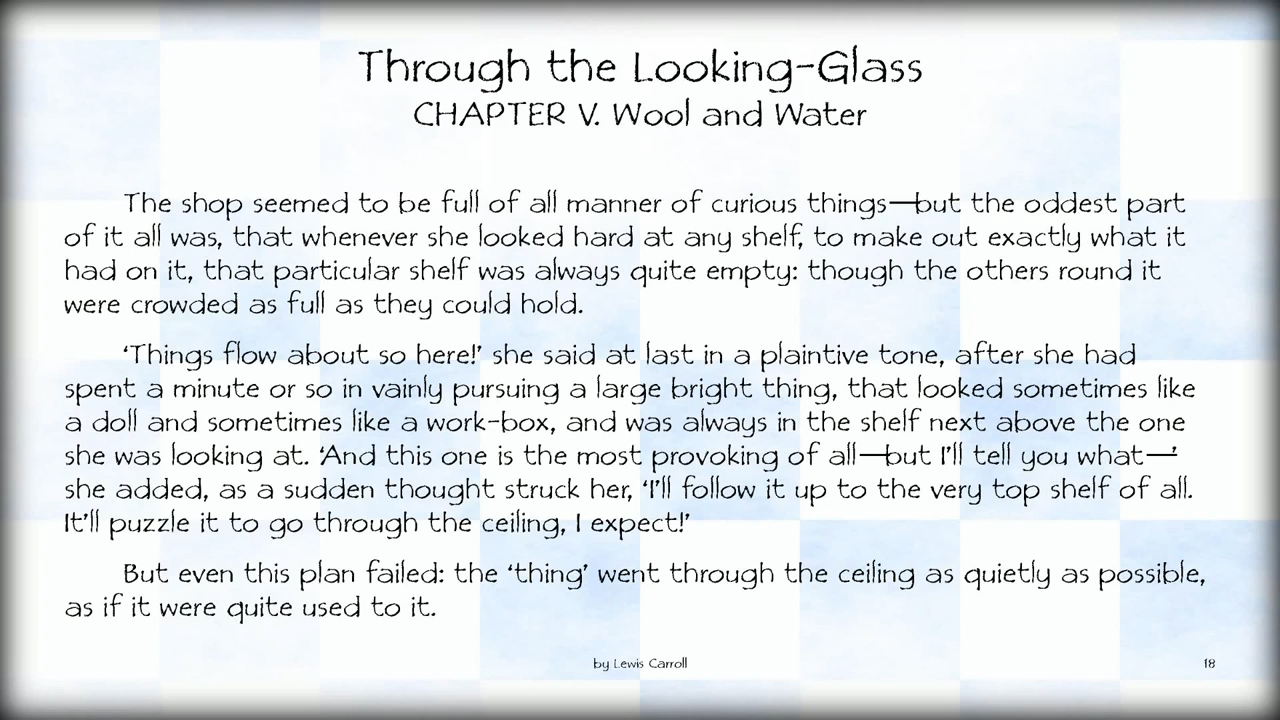 Through the Looking-Glass
CHAPTER V. Wool and Water
The shop seemed to be full of all manner of curious things—but the oddest part
of it all was, that whenever she looked hard at any shelf, to make out exactly what it
had on it, that particular shelf was always quite empty: though the others round it
were crowded as full as they could hold.
‘Things flow about so here!’ she said at last in a plaintive tone, after she had
spent a minute or so in vainly pursuing a large bright thing, that looked sometimes like
a doll and sometimes like a work-box, and was always in the shelf next above the one
she was looking at. ‘And this one is the most provoking of all—but I’ll tell you what—’
she added, as a sudden thought struck her, ‘I’ll follow it up to the very top shelf of all.
It’ll puzzle it to go through the ceiling, I expect!’
But even this plan failed: the ‘thing’ went through the ceiling as quietly as possible,
as if it were quite used to it.
by Lewis Carroll
18